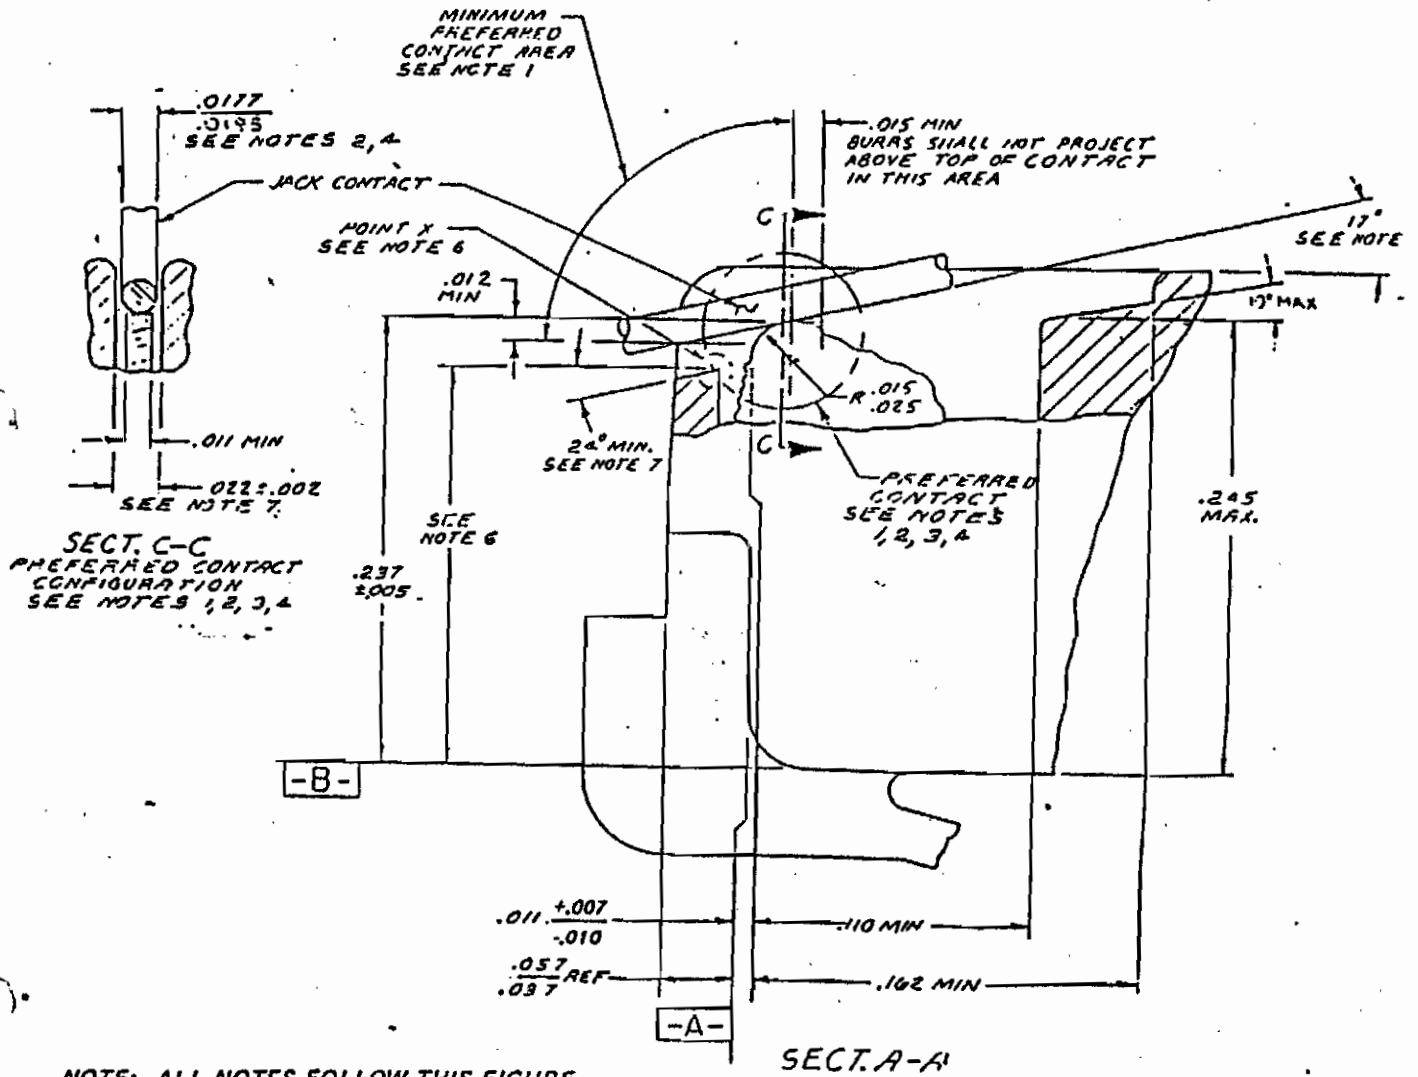 MINIMUM
PREFERRED
CONTACT AREA
SEE NOTE 1
.0177
.0195
SEE NOTES 2,4
JACK CONTACT
POINT X
SEE NOTE 6
.012
MIN
.015 MIN
BURRS SHALL NOT PROJECT
ABOVE TOP OF CONTACT
IN THIS AREA
C
17°
SEE NOTE
MAX
R .015
.025
.011 MIN
.022±.002
SEE NOTE 7
SECT. C-C
PREFERRED CONTACT
CONFIGURATION
SEE NOTES 1,2,3,4
24° MIN.
SEE NOTE 7
C
PREFERRED
CONTACT
SEE NOTES
1,2,3,4
.245
MAX.
SEE
NOTE 6
.237
±.005
-B-
.011 +.007
-.010
.110 MIN
.057
.037 REF
.162 MIN
-A-
SECT. A-A
NOTE: ALL NOTES FOLLOW THIS FIGURE